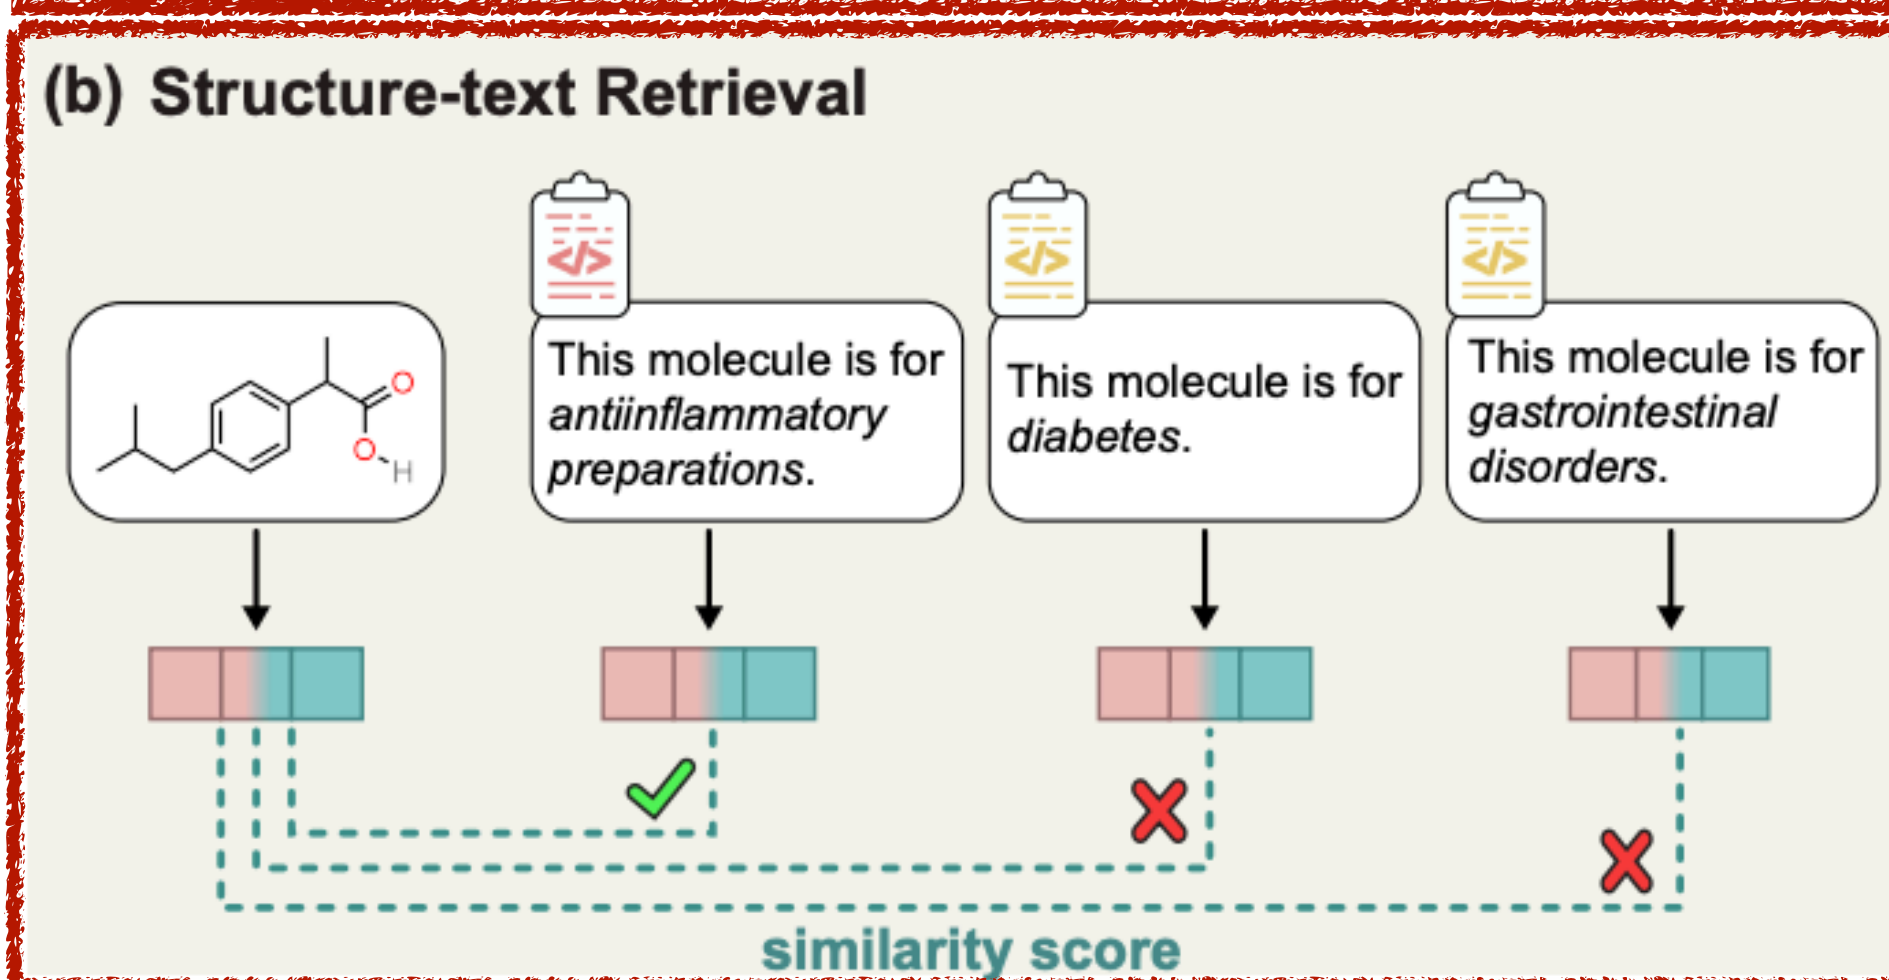 (b) Structure-text Retrieval
O
O
H
</>
This molecule is for
antiinflammatory
preparations.
</>
This molecule is for
diabetes.
</>
This molecule is for
gastrointestinal
disorders.
similarity score